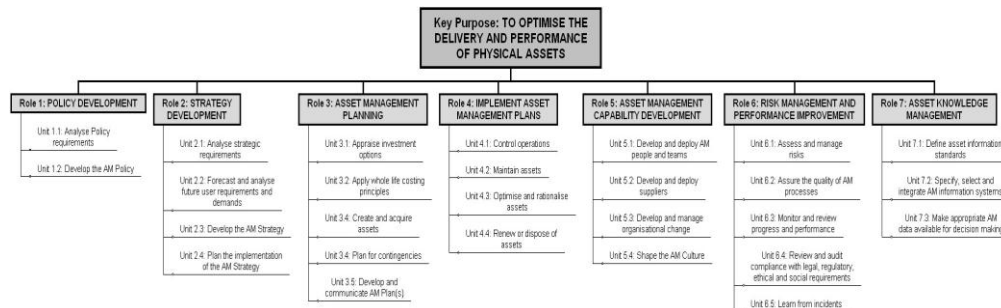 Key Purpose: TO OPTIMISE THE
DELIVERY AND PERFORMANCE
OF PHYSICAL ASSETS
Role 1: POLICY DEVELOPMENT
Unit 1.1: Analyse Policy
requirements
Unit 1.2: Develop the AM Policy
Role 2: STRATEGY
DEVELOPMENT
Unit 2.1: Analyse strategic
requirements
Unit 2.2: Forecast and analyse
future user requirements and
demands
Unit 2.3: Develop the AM Strategy
Unit 2.4: Plan the implementation
of the AM Strategy
Role 3: ASSET MANAGEMENT
PLANNING
Unit 3.1: Appraise investment
options
Unit 3.2: Apply whole life costing
principles
Unit 3.4: Create and acquire
assets
Unit 3.4: Plan for contingencies
Unit 3.5: Develop and
communicate AM Plan(s)
Role 4: IMPLEMENT ASSET
MANAGEMENT PLANS
Unit 4.1: Control operations
Unit 4.2: Maintain assets
Unit 4.3: Optimise and rationalise
assets
Unit 4.4: Renew or dispose of
assets
Role 5: ASSET MANAGEMENT
CAPABILITY DEVELOPMENT
Unit 5.1: Develop and deploy AM
people and teams
Unit 5.2: Develop and deploy
suppliers
Unit 5.3: Develop and manage
organisational change
Unit 5.4: Shape the AM Culture
Role 6: RISK MANAGEMENT AND
PERFORMANCE IMPROVEMENT
Unit 6.1: Assess and manage
risks
Unit 6.2: Assure the quality of AM
processes
Unit 6.3: Monitor and review
progress and performance
Unit 6.4: Review and audit
compliance with legal, regulatory,
ethical and social requirements
Unit 6.5: Learn from incidents
Role 7: ASSET KNOWLEDGE
MANAGEMENT
Unit 7.1: Define asset information
standards
Unit 7.2: Specify, select and
integrate AM information systems
Unit 7.3: Make appropriate AM
data available for decision making